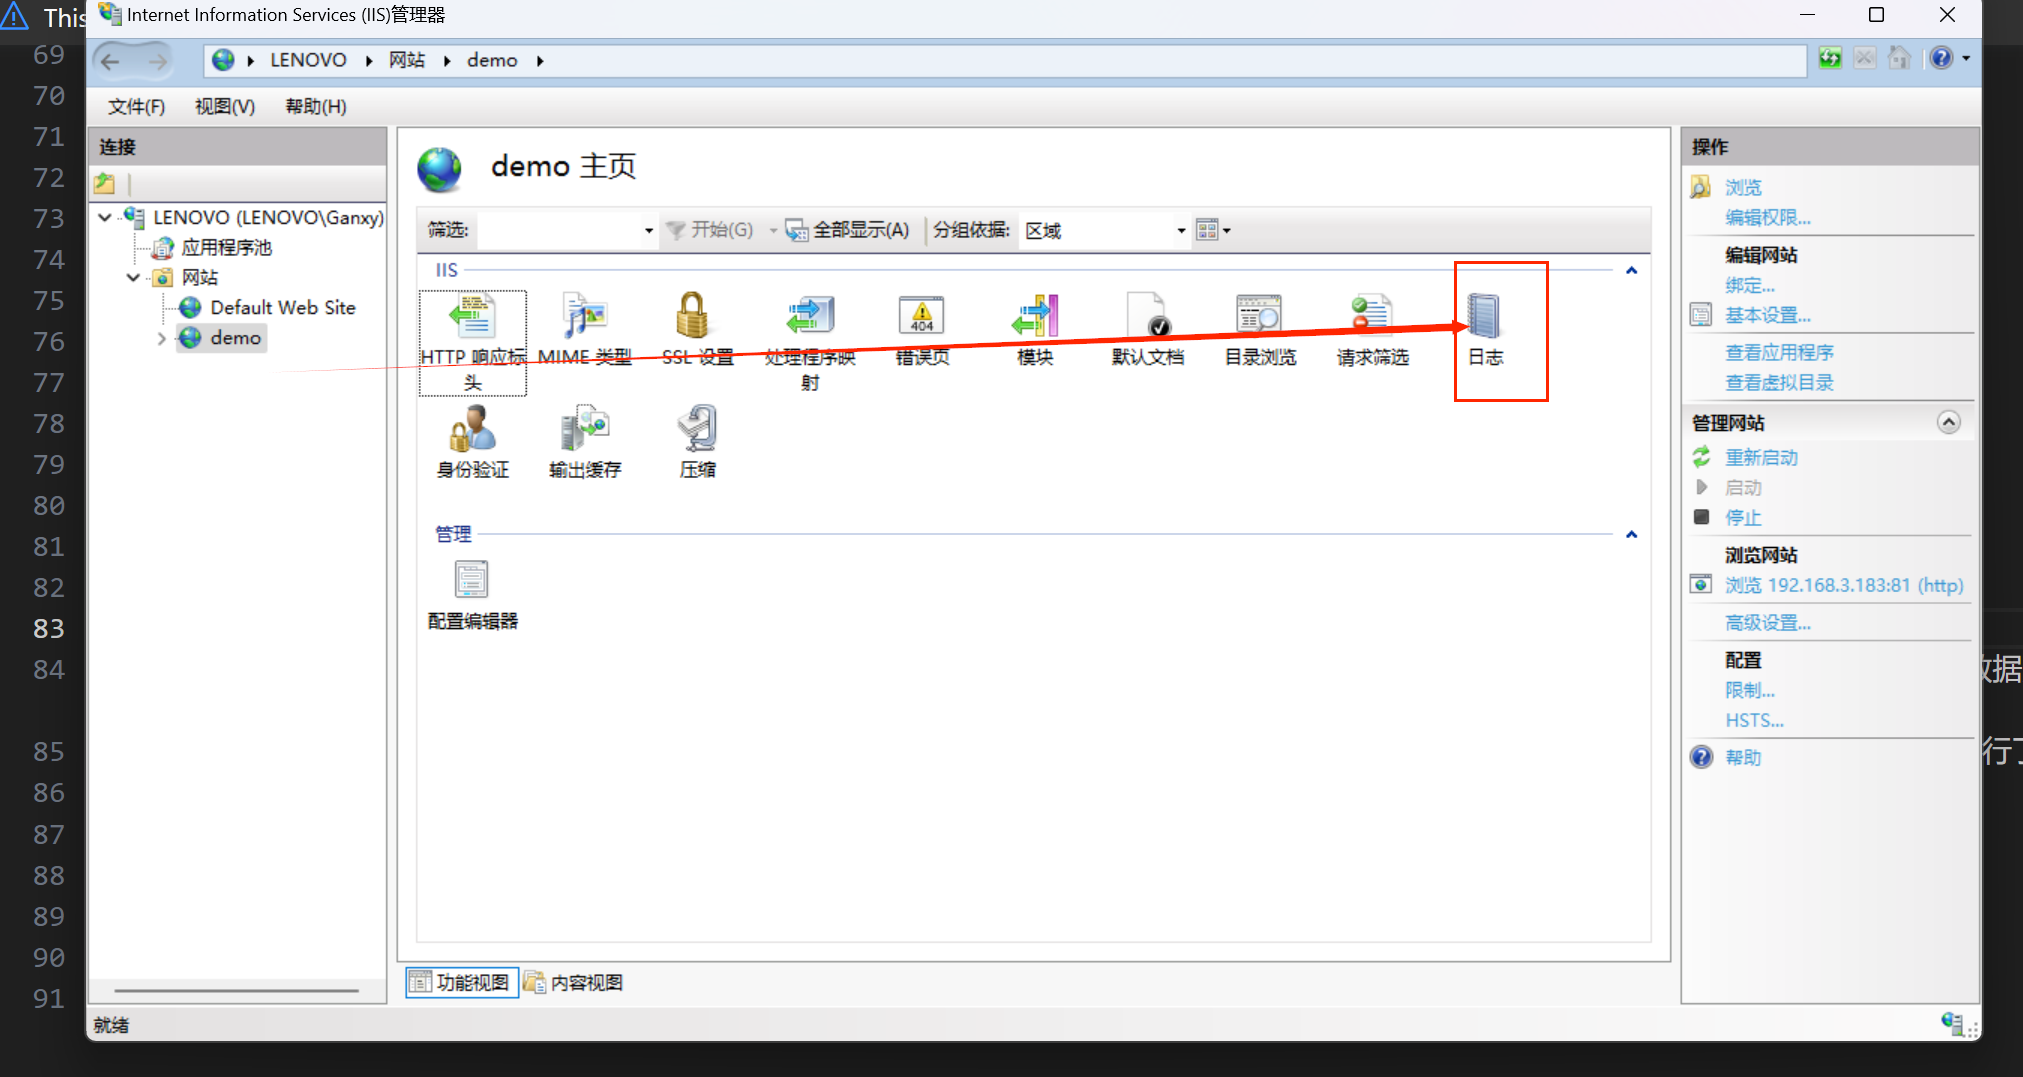 This
Internet Information Services (IIS)管理器
LENOVO 网站 demo
文件(F) 视图(V) 帮助(H)
连接
LENOVO (LENOVO\Ganxy)
应用程序池
网站
Default Web Site
demo
demo 主页
筛选: 开始(G) 全部显示(A) 分组依据: 区域
IIS
HTTP 响应标头
MIME 类型
SSL 设置
处理程序映射
404
错误页
模块
默认文档
目录浏览
请求筛选
日志
身份验证
输出缓存
压缩
管理
配置编辑器
功能视图 内容视图
就绪
操作
浏览
编辑权限...
编辑网站
绑定...
基本设置...
查看应用程序
查看虚拟目录
管理网站
重新启动
启动
停止
浏览网站
浏览 192.168.3.183:81 (http)
高级设置...
配置
限制...
HSTS...
帮助
69
70
71
72
73
74
75
76
77
78
79
80
81
82
83
84
85
86
87
88
89
90
91
据
行